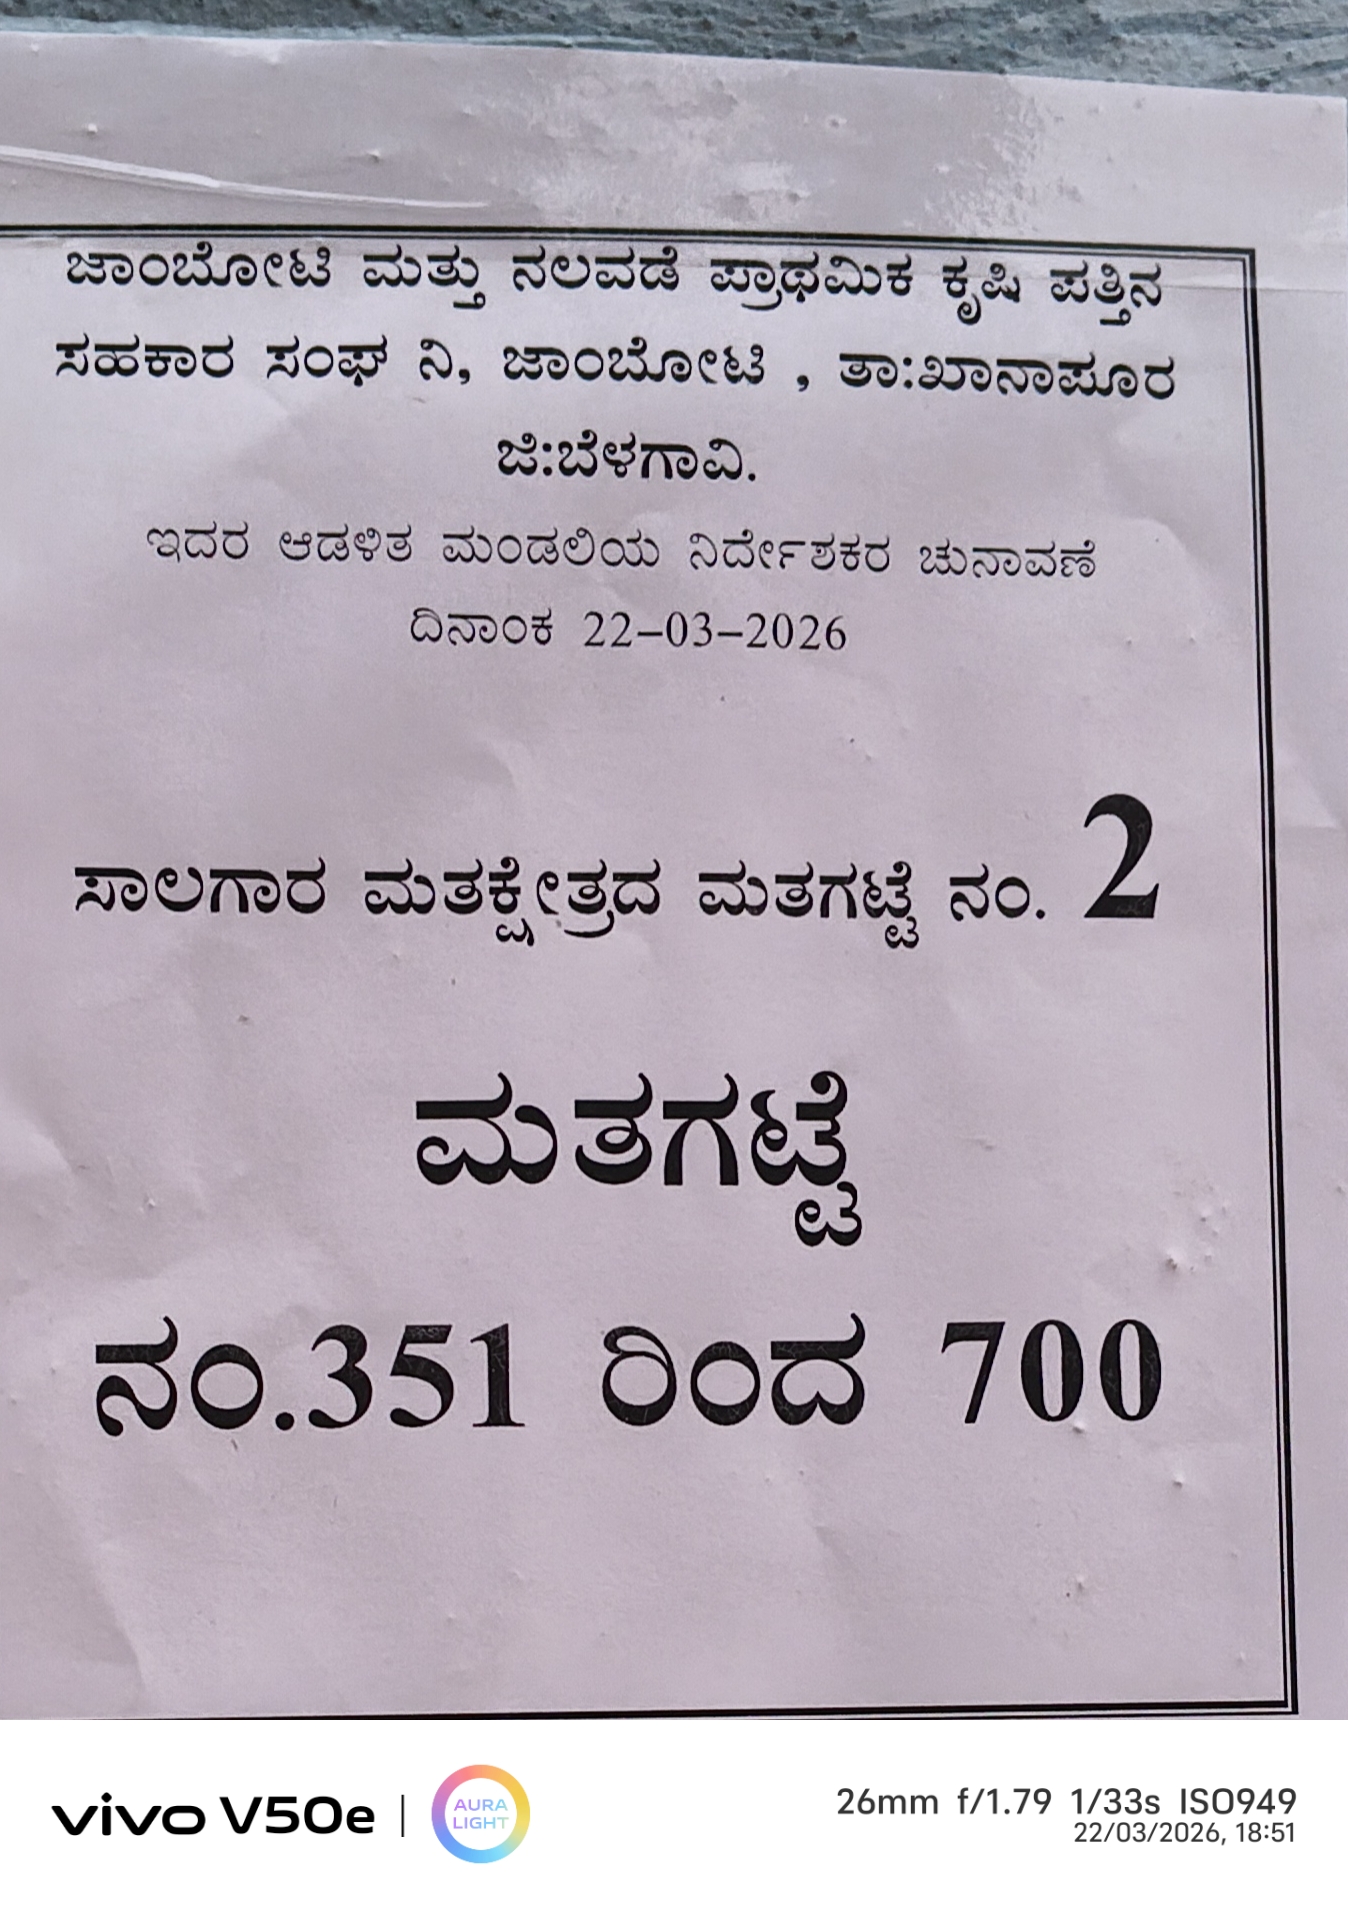 ಜಾಂಬೋಟಿ ಮತ್ತು ನಲವಡೆ ಪ್ರಾಥಮಿಕ ಕೃಷಿ ಪತ್ತಿನ
ಸಹಕಾರ ಸಂಘ ನಿ, ಜಾಂಬೋಟಿ , ತಾ:ಖಾನಾಪೂರ
ಜಿ:ಬೆಳಗಾವಿ.
ಇದರ ಆಡಳಿತ ಮಂಡಲಿಯ ನಿರ್ದೇಶಕರ ಚುನಾವಣೆ
ದಿನಾಂಕ 22-03-2026
ಸಾಲಗಾರ ಮತಕ್ಷೇತ್ರದ ಮತಗಟ್ಟೆ ನಂ. 2
ಮತಗಟ್ಟೆ
ನಂ.351 ರಿಂದ 700
vivo V50e | AURA LIGHT
26mm f/1.79 1/33s ISO949
22/03/2026, 18:51